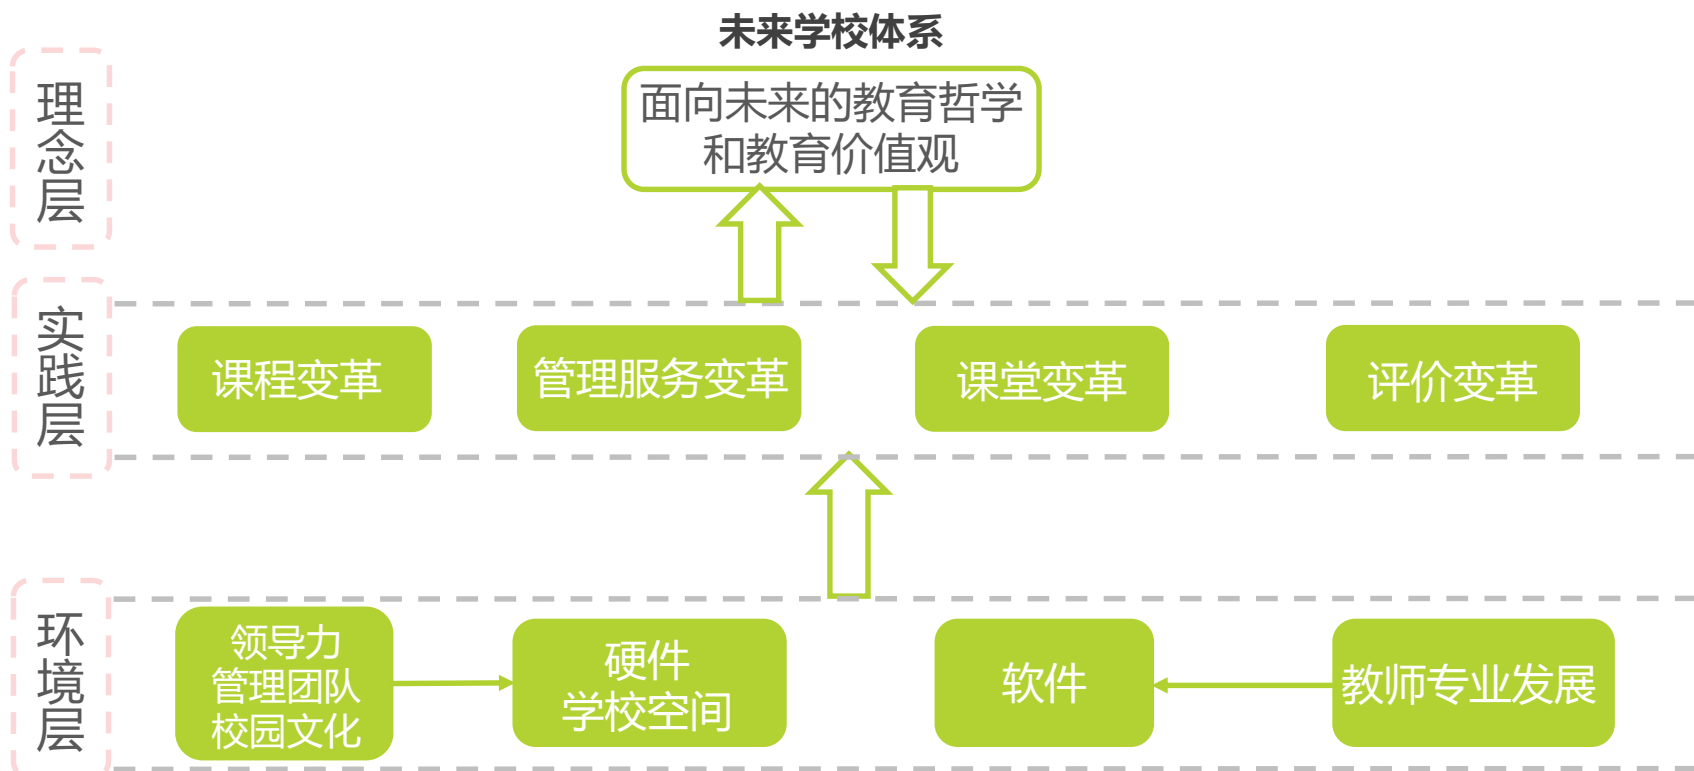 未来学校体系
理念层
面向未来的教育哲学
和教育价值观
实践层
课程变革
管理服务变革
课堂变革
评价变革
环境层
领导力
管理团队
校园文化
硬件
学校空间
软件
教师专业发展